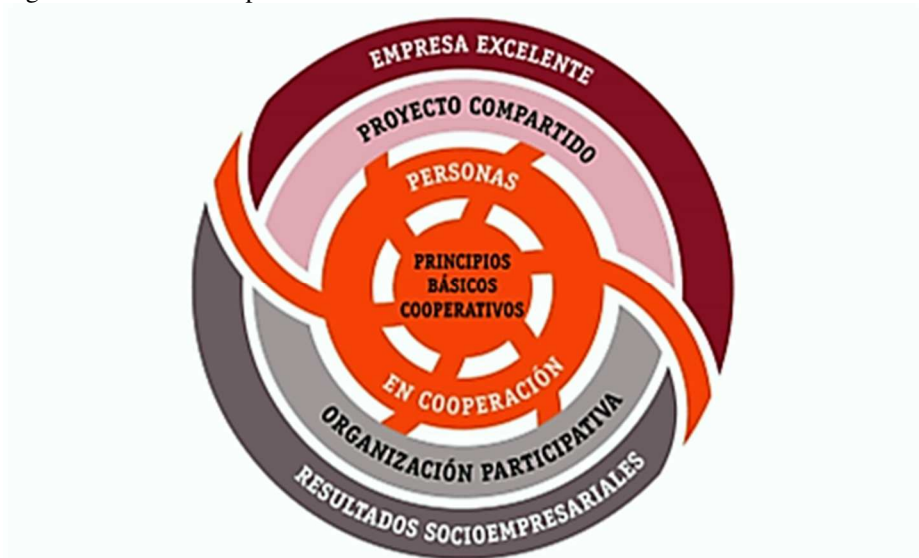 EMPRESA EXCELENTE
PROYECTO COMPARTIDO
PERSONAS
PRINCIPIOS
BÁSICOS
COOPERATIVOS
EN COOPERACIÓN
ORGANIZACIÓN PARTICIPATIVA
RESULTADOS SOCIOEMPRESARIALES